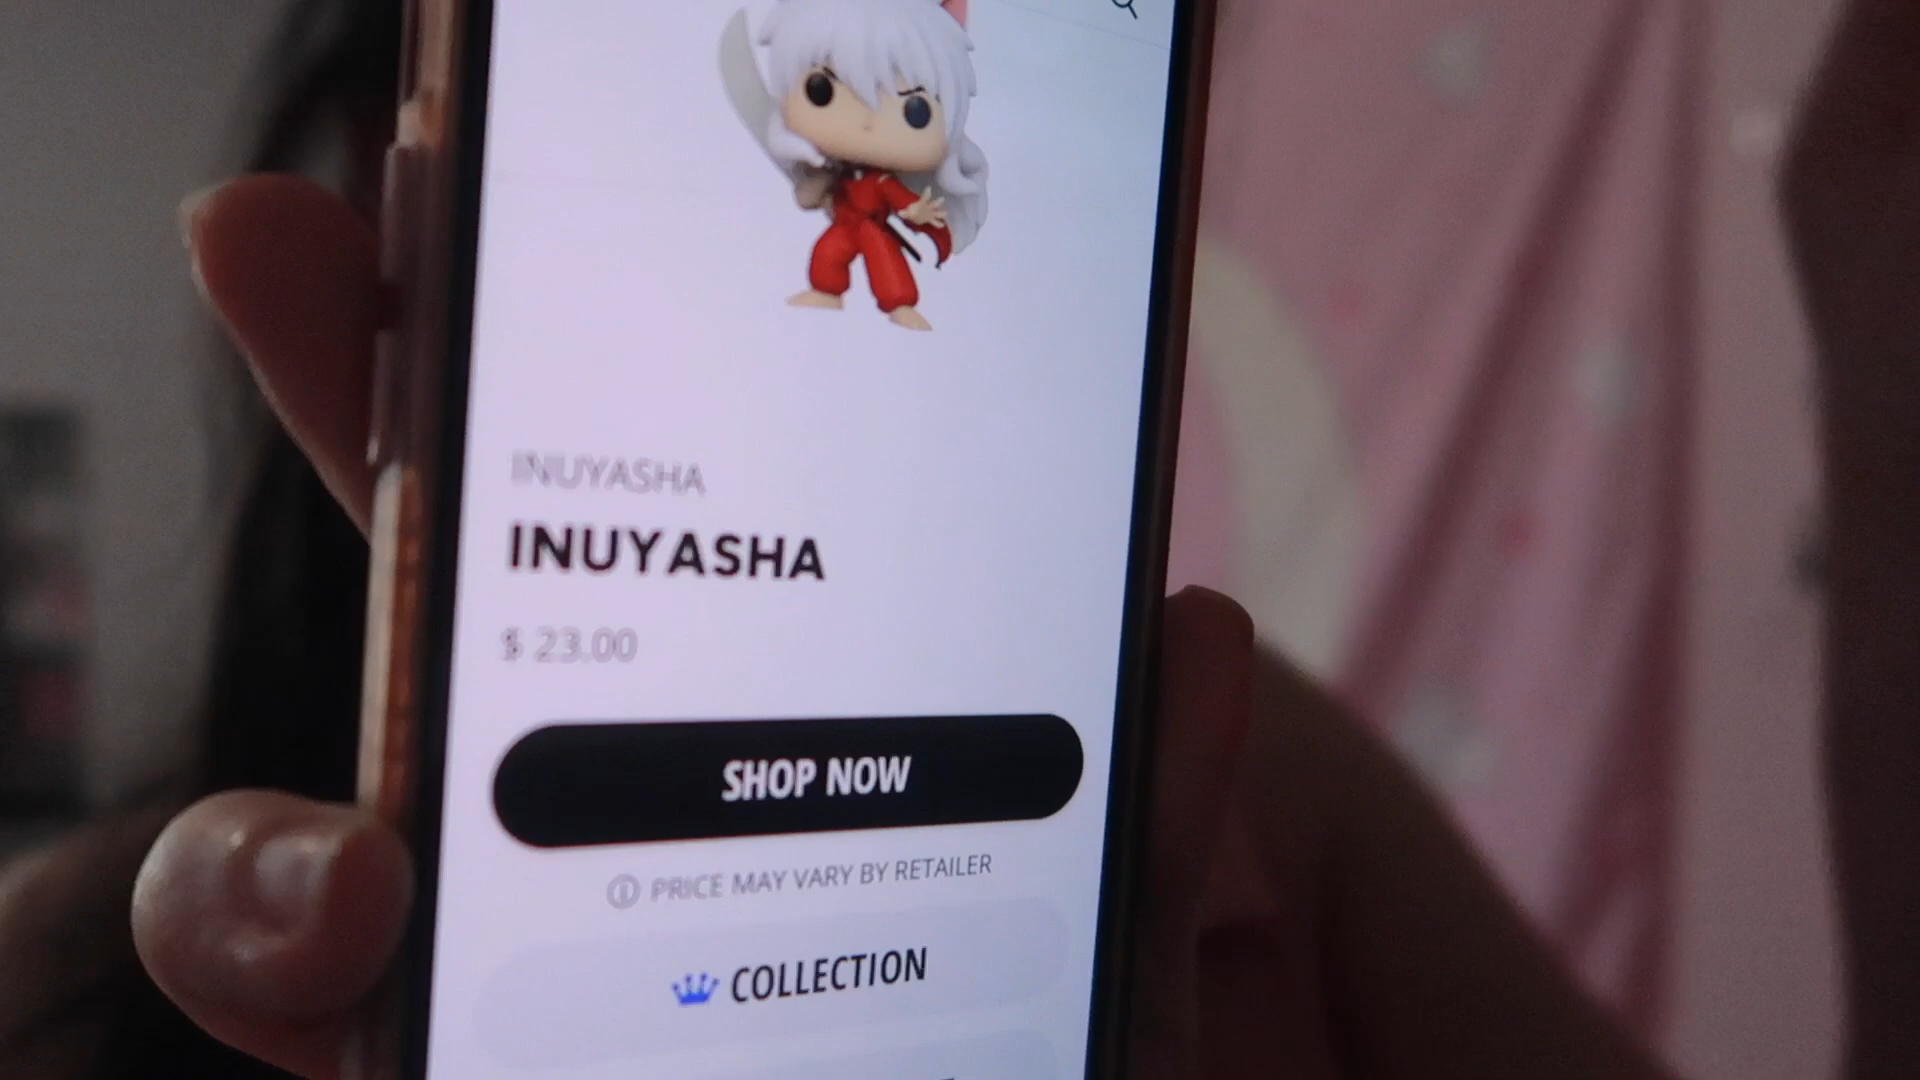 INUYASHA
INUYASHA
$ 23.00
SHOP NOW
PRICE MAY VARY BY RETAILER
COLLECTION